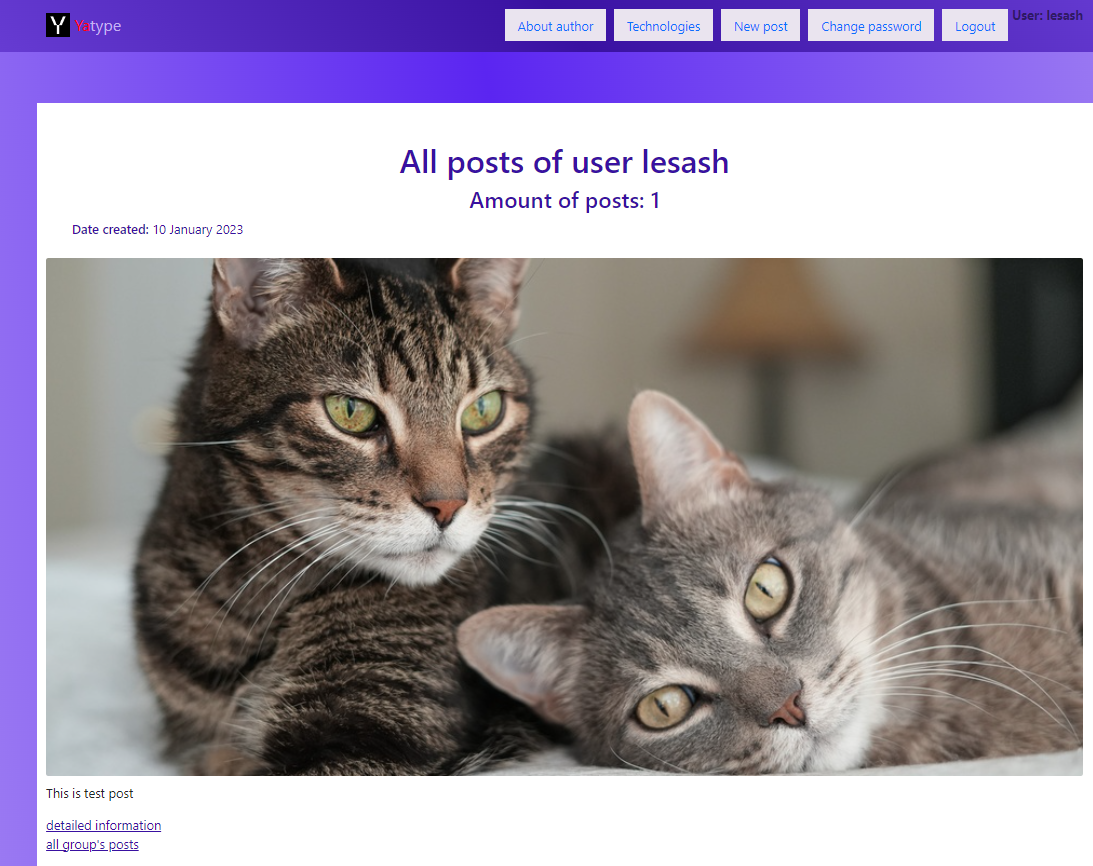 Y Yatype
About author
Technologies
New post
Change password
Logout
User: lesash
All posts of user lesash
Amount of posts: 1
Date created: 10 January 2023
This is test post
detailed information
all group's posts